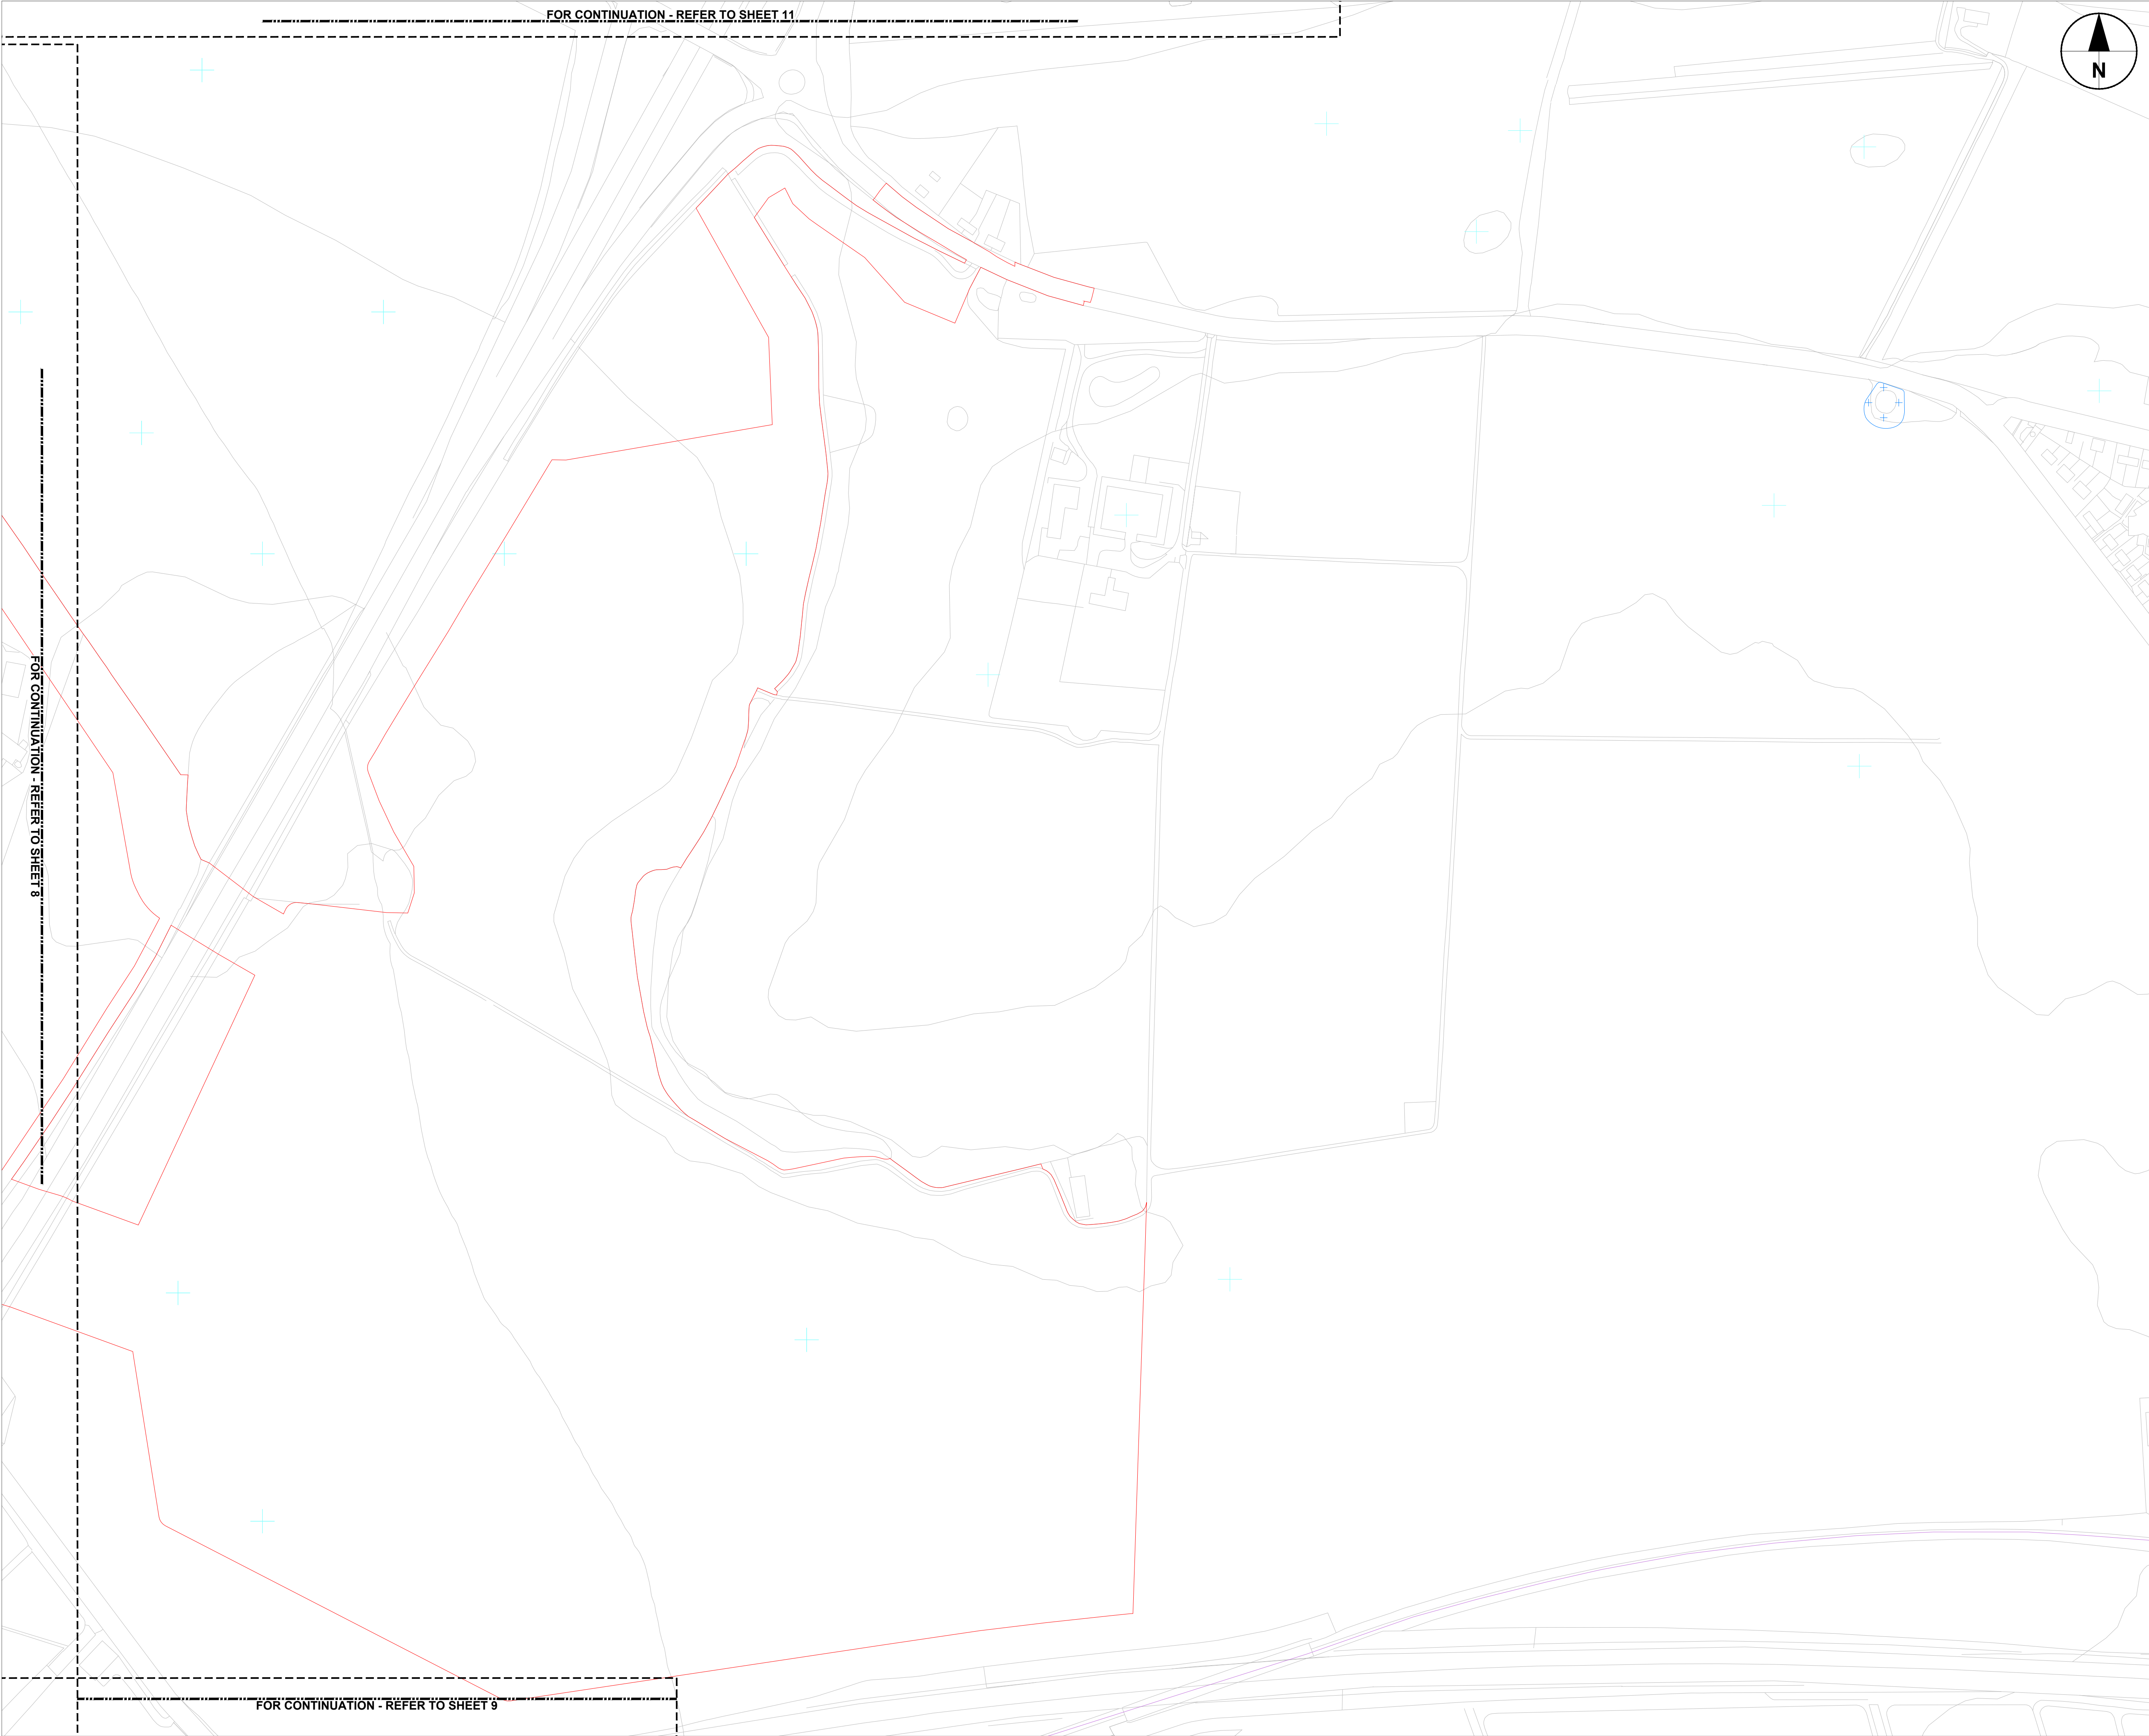 FOR CONTINUATION - REFER TO SHEET 11
N
FOR CONTINUATION - REFER TO SHEET 8
FOR CONTINUATION - REFER TO SHEET 9